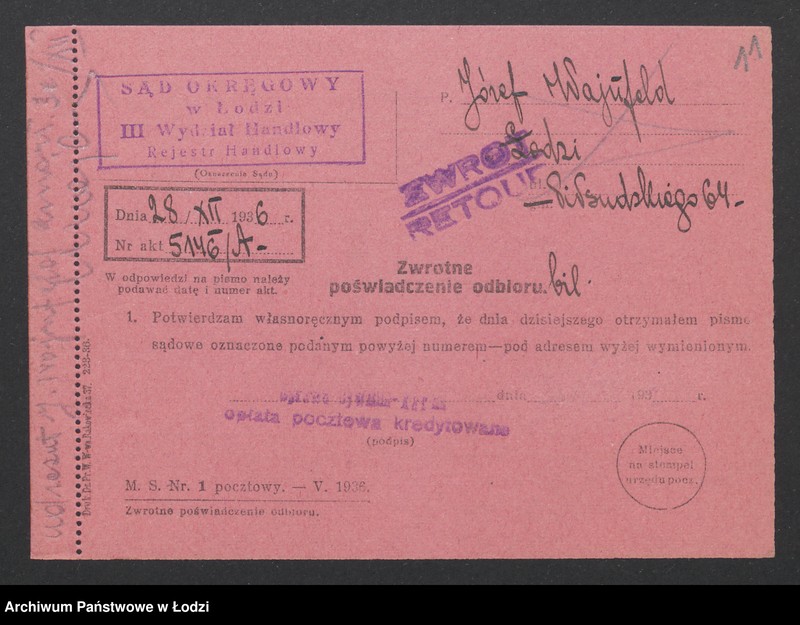 11
SĄD OKRĘGOWY
w Łodzi
III Wydział Handlowy
Rejestr Handlowy
(Oznaczenie Sądu)
P. Józef Wajnfeld
Łodzi
Piłsudskiego 64-
ZWROT
RETOUR
Dnia 28/XII 1936 r.
Nr akt 5176/A-
W odpowiedzi na pismo należy
podawać datę i numer akt.
Zwrotne
poświadczenie odbioru. bil.
1. Potwierdzam własnoręcznym podpisem, że dnia dzisiejszego otrzymałem pismo
sądowe oznaczone podanym powyżej numerem—pod adresem wyżej wymienionym.
dnia 193 r.
opłata pocztowa kredytowana
(podpis)
Miejsce
na stempel
urzędu pocz.
M. S. Nr. 1 pocztowy. — V. 1936.
Zwrotne poświadczenie odbioru.
Archiwum Państwowe w Łodzi